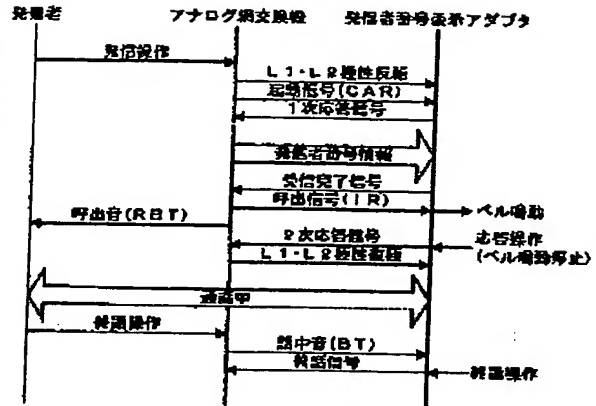 発信者
アナログ網交換機
発信者番号表示アダプタ
発信操作
L1・L2極性反転
起動信号(CAR)
1次応答信号
発信者番号情報
受信完了信号
呼出信号(IR)
ベル鳴動
呼出音(RBT)
2次応答信号
応答操作
(ベル鳴動停止)
L1・L2極性復極
通話中
終話操作
話中音(BT)
終話信号
終話操作